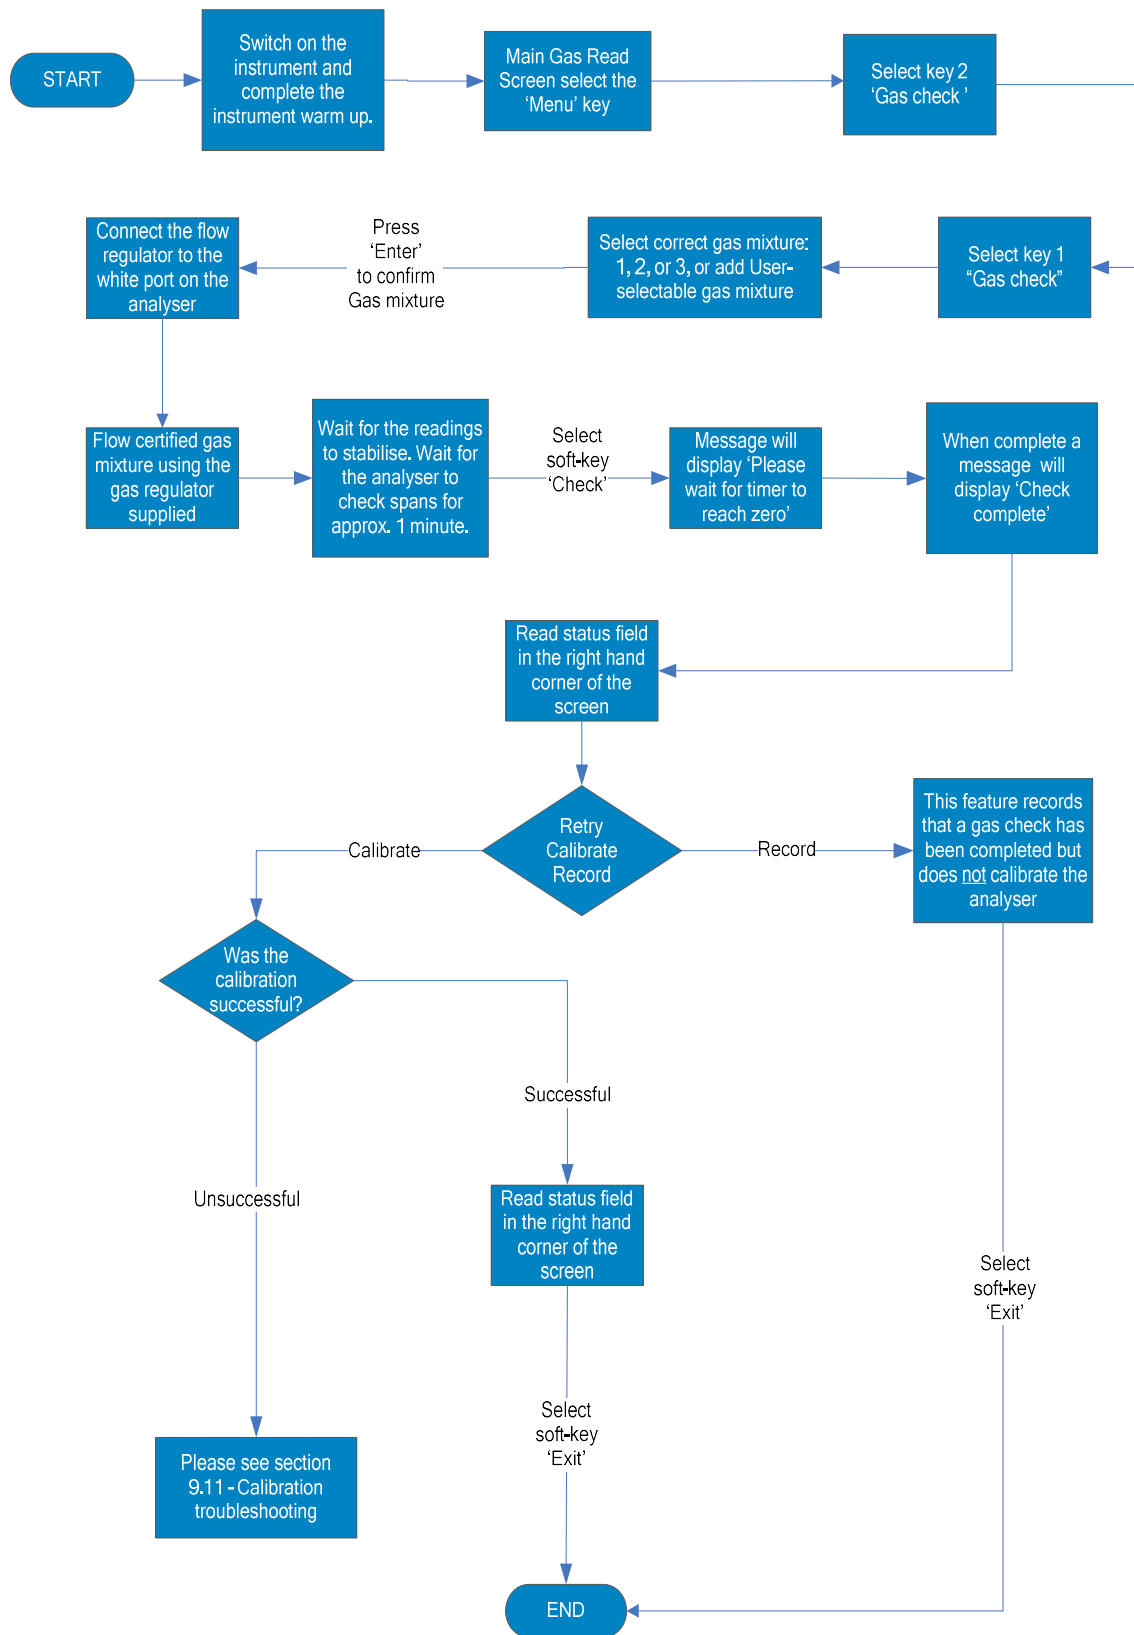 START
Switch on the
instrument and
complete the
instrument warm up.
Main Gas Read
Screen select the
‘Menu’ key
Select key 2
‘Gas check ’
Select key 1
“Gas check”
Select correct gas mixture:
1, 2, or 3, or add User-
selectable gas mixture
Press
‘Enter’
to confirm
Gas mixture
Connect the flow
regulator to the
white port on the
analyser
Flow certified gas
mixture using the
gas regulator
supplied
Wait for the readings
to stabilise. Wait for
the analyser to
check spans for
approx. 1 minute.
Select
soft-key
‘Check’
Message will
display ‘Please
wait for timer to
reach zero’
When complete a
message will
display ‘Check
complete’
Read status field
in the right hand
corner of the
screen
Retry
Calibrate
Record
Calibrate
Record
This feature records
that a gas check has
been completed but
does not calibrate the
analyser
Was the
calibration
successful?
Successful
Unsuccessful
Read status field
in the right hand
corner of the
screen
Select
soft-key
‘Exit’
Select
soft-key
‘Exit’
Please see section
9.11 - Calibration
troubleshooting
END